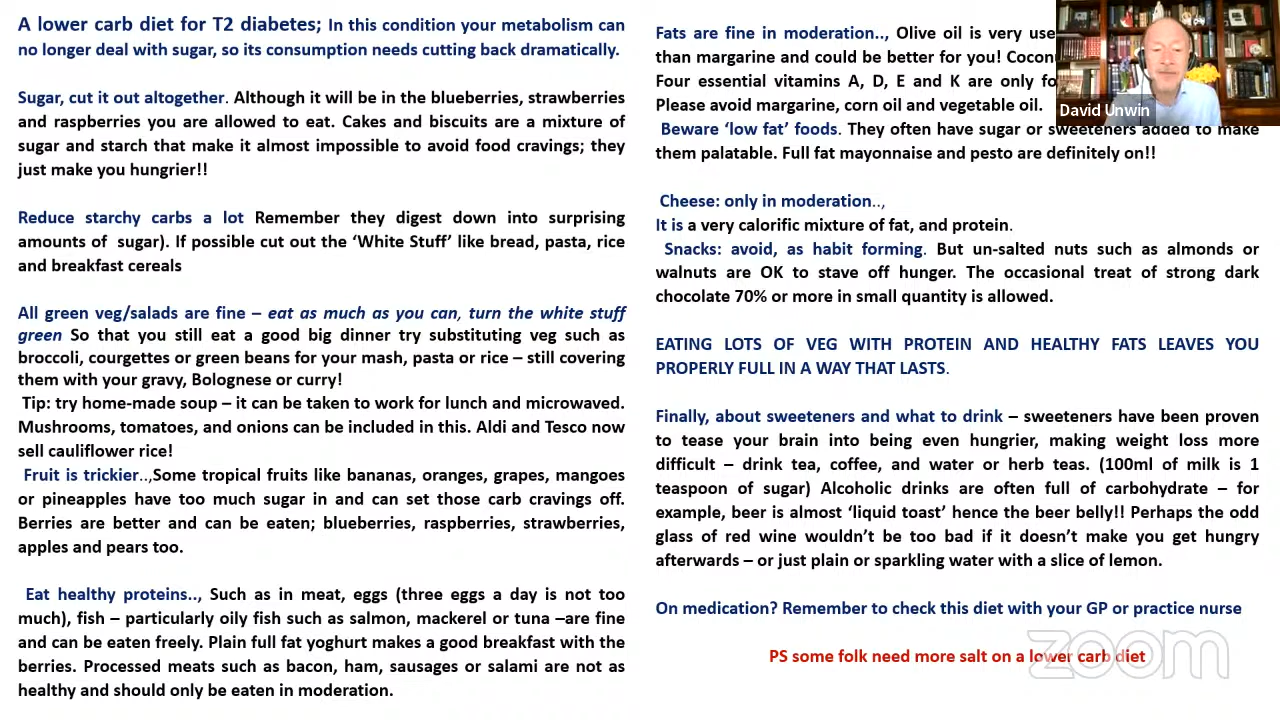 A lower carb diet for T2 diabetes; In this condition your metabolism can
no longer deal with sugar, so its consumption needs cutting back dramatically.
Sugar, cut it out altogether. Although it will be in the blueberries, strawberries
and raspberries you are allowed to eat. Cakes and biscuits are a mixture of
sugar and starch that make it almost impossible to avoid food cravings; they
just make you hungrier!!
Reduce starchy carbs a lot Remember they digest down into surprising
amounts of sugar). If possible cut out the ‘White Stuff’ like bread, pasta, rice
and breakfast cereals
All green veg/salads are fine – eat as much as you can, turn the white stuff
green So that you still eat a good big dinner try substituting veg such as
broccoli, courgettes or green beans for your mash, pasta or rice – still covering
them with your gravy, Bolognese or curry!
Tip: try home-made soup – it can be taken to work for lunch and microwaved.
Mushrooms, tomatoes, and onions can be included in this. Aldi and Tesco now
sell cauliflower rice!
Fruit is trickier..,Some tropical fruits like bananas, oranges, grapes, mangoes
or pineapples have too much sugar in and can set those carb cravings off.
Berries are better and can be eaten; blueberries, raspberries, strawberries,
apples and pears too.
Eat healthy proteins.., Such as in meat, eggs (three eggs a day is not too
much), fish – particularly oily fish such as salmon, mackerel or tuna –are fine
and can be eaten freely. Plain full fat yoghurt makes a good breakfast with the
berries. Processed meats such as bacon, ham, sausages or salami are not as
healthy and should only be eaten in moderation.
Fats are fine in moderation.., Olive oil is very
than margarine and could be better for you!
Four essential vitamins A, D, E and K are only
Please avoid margarine, corn oil and vegetable oil.
David Unwin
Beware ‘low fat’ foods. They often have sugar or sweeteners added to make
them palatable. Full fat mayonnaise and pesto are definitely on!!
Cheese: only in moderation..,
It is a very calorific mixture of fat, and protein.
Snacks: avoid, as habit forming. But un-salted nuts such as almonds or
walnuts are OK to stave off hunger. The occasional treat of strong dark
chocolate 70% or more in small quantity is allowed.
EATING LOTS OF VEG WITH PROTEIN AND HEALTHY FATS LEAVES YOU
PROPERLY FULL IN A WAY THAT LASTS.
Finally, about sweeteners and what to drink – sweeteners have been proven
to tease your brain into being even hungrier, making weight loss more
difficult – drink tea, coffee, and water or herb teas. (100ml of milk is 1
teaspoon of sugar) Alcoholic drinks are often full of carbohydrate – for
example, beer is almost ‘liquid toast’ hence the beer belly!! Perhaps the odd
glass of red wine wouldn’t be too bad if it doesn’t make you get hungry
afterwards – or just plain or sparkling water with a slice of lemon.
On medication? Remember to check this diet with your GP or practice nurse
PS some folk need more salt on a lower carb diet
zoom